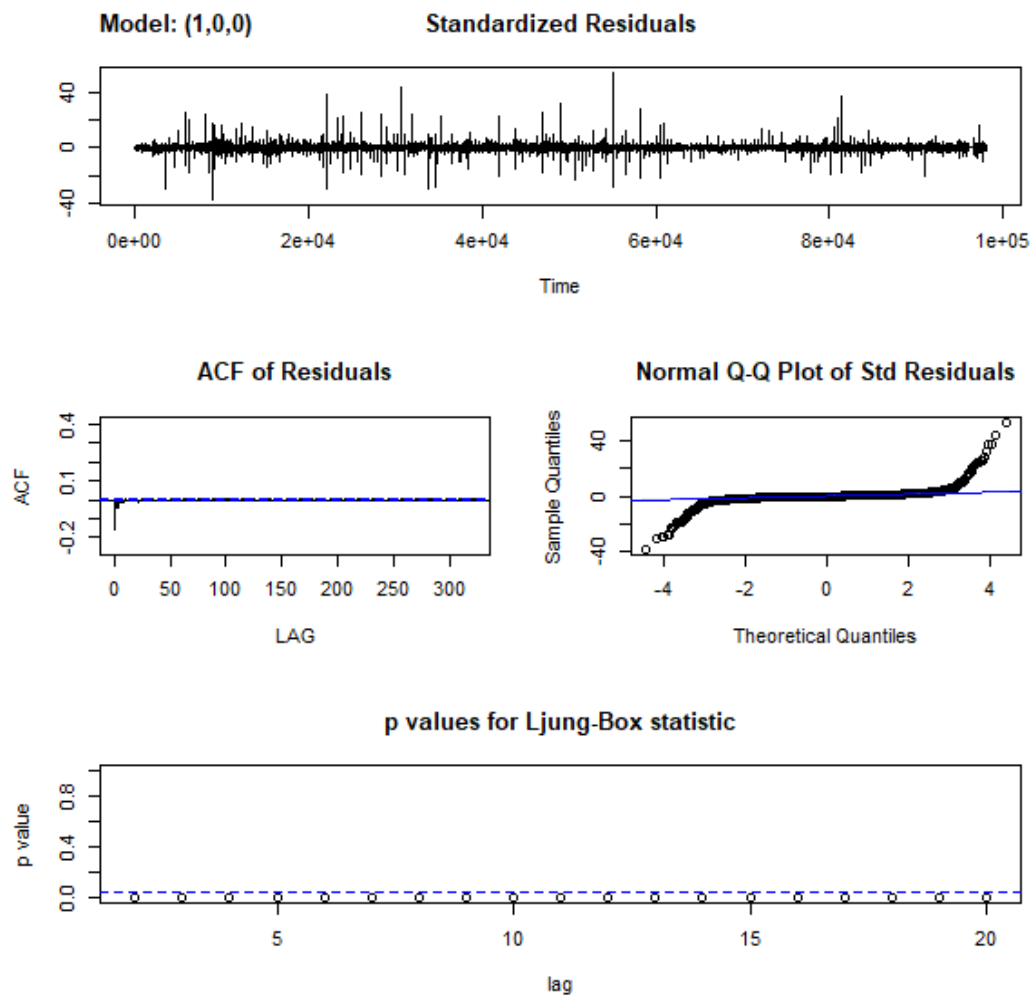 Model: (1,0,0) Standardized Residuals
40
0
-40
0e+00 2e+04 4e+04 6e+04 8e+04 1e+05
Time
ACF of Residuals
ACF
0.4
0.1
-0.2
0 50 100 150 200 250 300
LAG
Normal Q-Q Plot of Std Residuals
Sample Quantiles
40
0
-40
-4 -2 0 2 4
Theoretical Quantiles
p values for Ljung-Box statistic
p value
0.8
0.4
0.0
5 10 15 20
lag